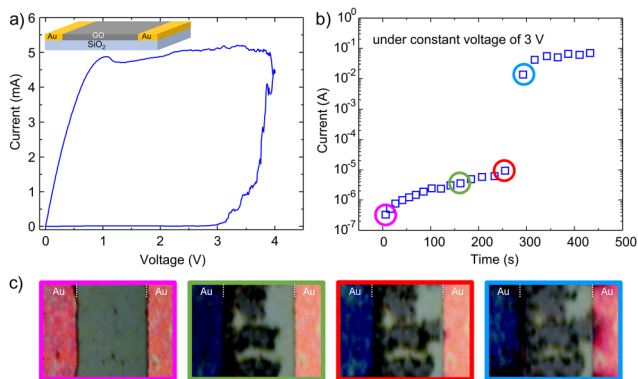 a)
GO
Au
Au
SiO2
6
5
4
3
2
1
0
0
1
2
3
4
5
Current (mA)
Voltage (V)
b)
under constant voltage of 3 V
10^0
10^-1
10^-2
10^-3
10^-4
10^-5
10^-6
10^-7
0
100
200
300
400
500
Current (A)
Time (s)
c)
Au
Au
Au
Au
Au
Au
Au
Au